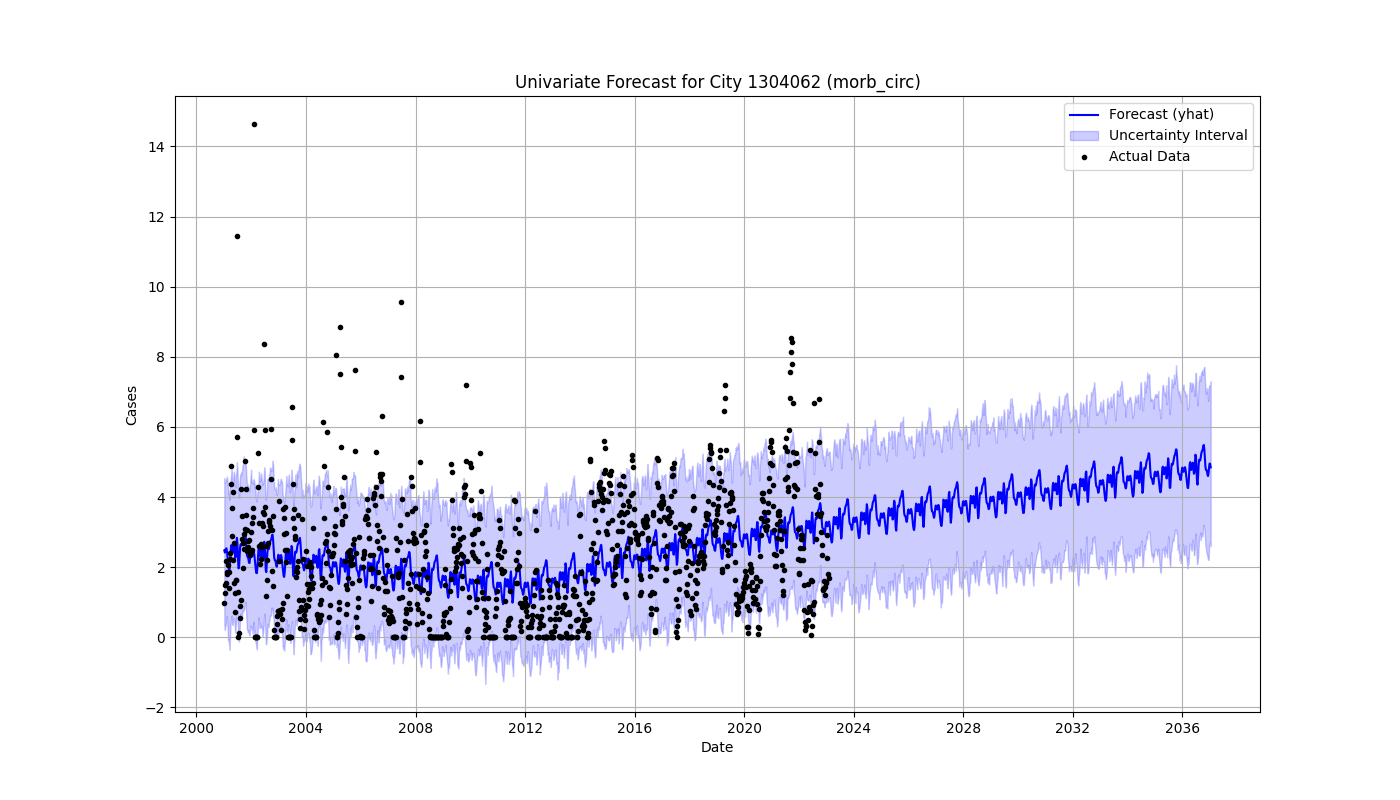 Univariate Forecast for City 1304062 (morb_circ)
Forecast (yhat)
Uncertainty Interval
Actual Data
Cases
14
12
10
8
6
4
2
0
−2
2000 2004 2008 2012 2016 2020 2024 2028 2032 2036
Date